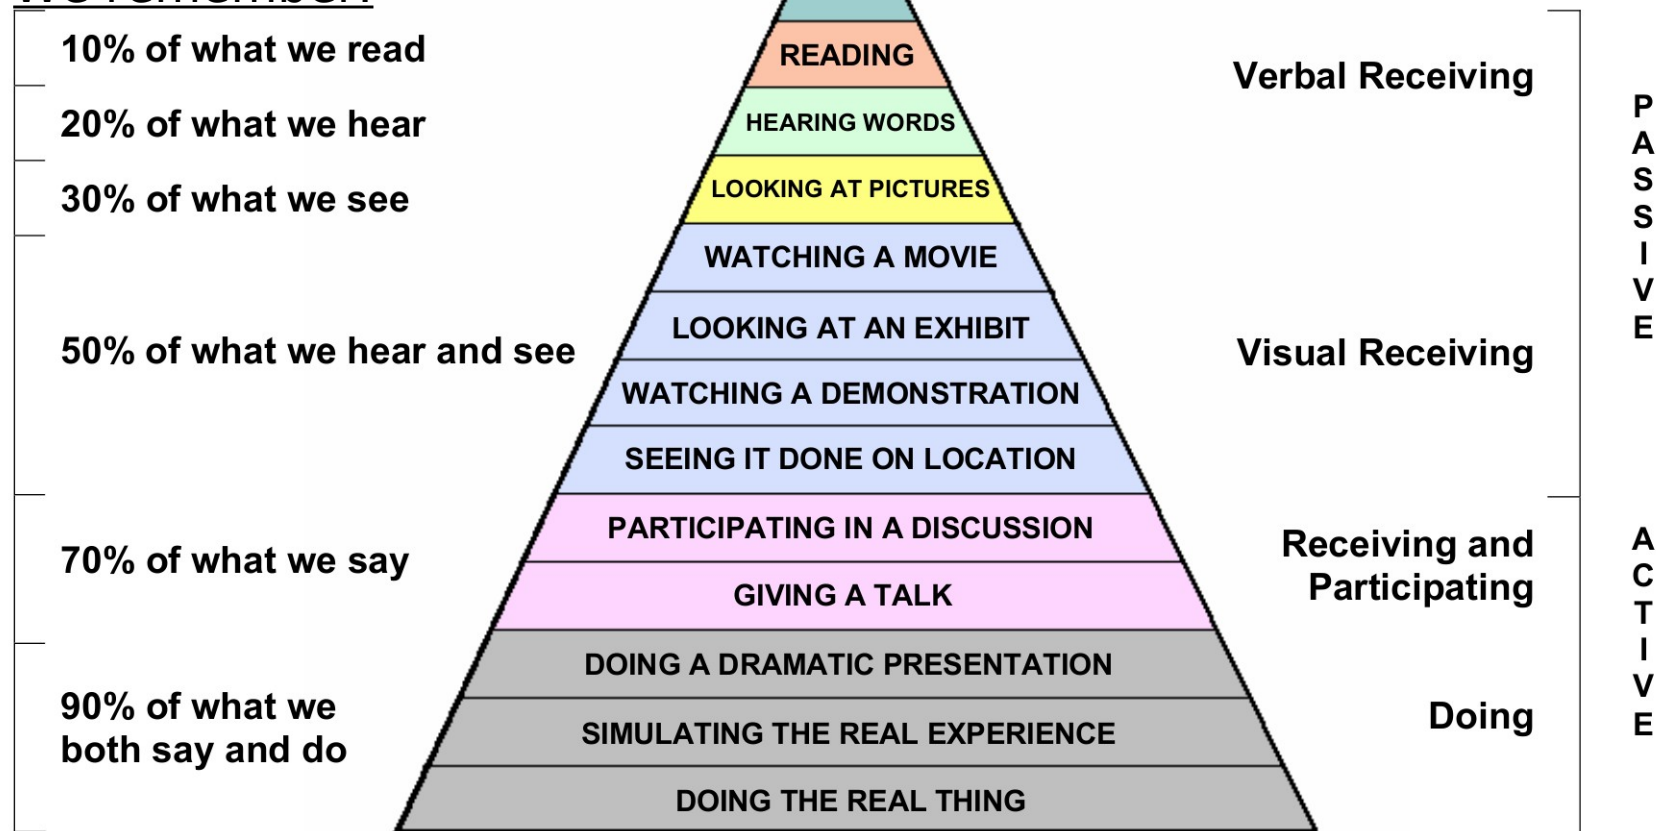 10% of what we read
20% of what we hear
30% of what we see
50% of what we hear and see
70% of what we say
90% of what we
both say and do
READING
HEARING WORDS
LOOKING AT PICTURES
WATCHING A MOVIE
LOOKING AT AN EXHIBIT
WATCHING A DEMONSTRATION
SEEING IT DONE ON LOCATION
PARTICIPATING IN A DISCUSSION
GIVING A TALK
DOING A DRAMATIC PRESENTATION
SIMULATING THE REAL EXPERIENCE
DOING THE REAL THING
Verbal Receiving
Visual Receiving
Receiving and
Participating
Doing
PASSIVE
ACTIVE